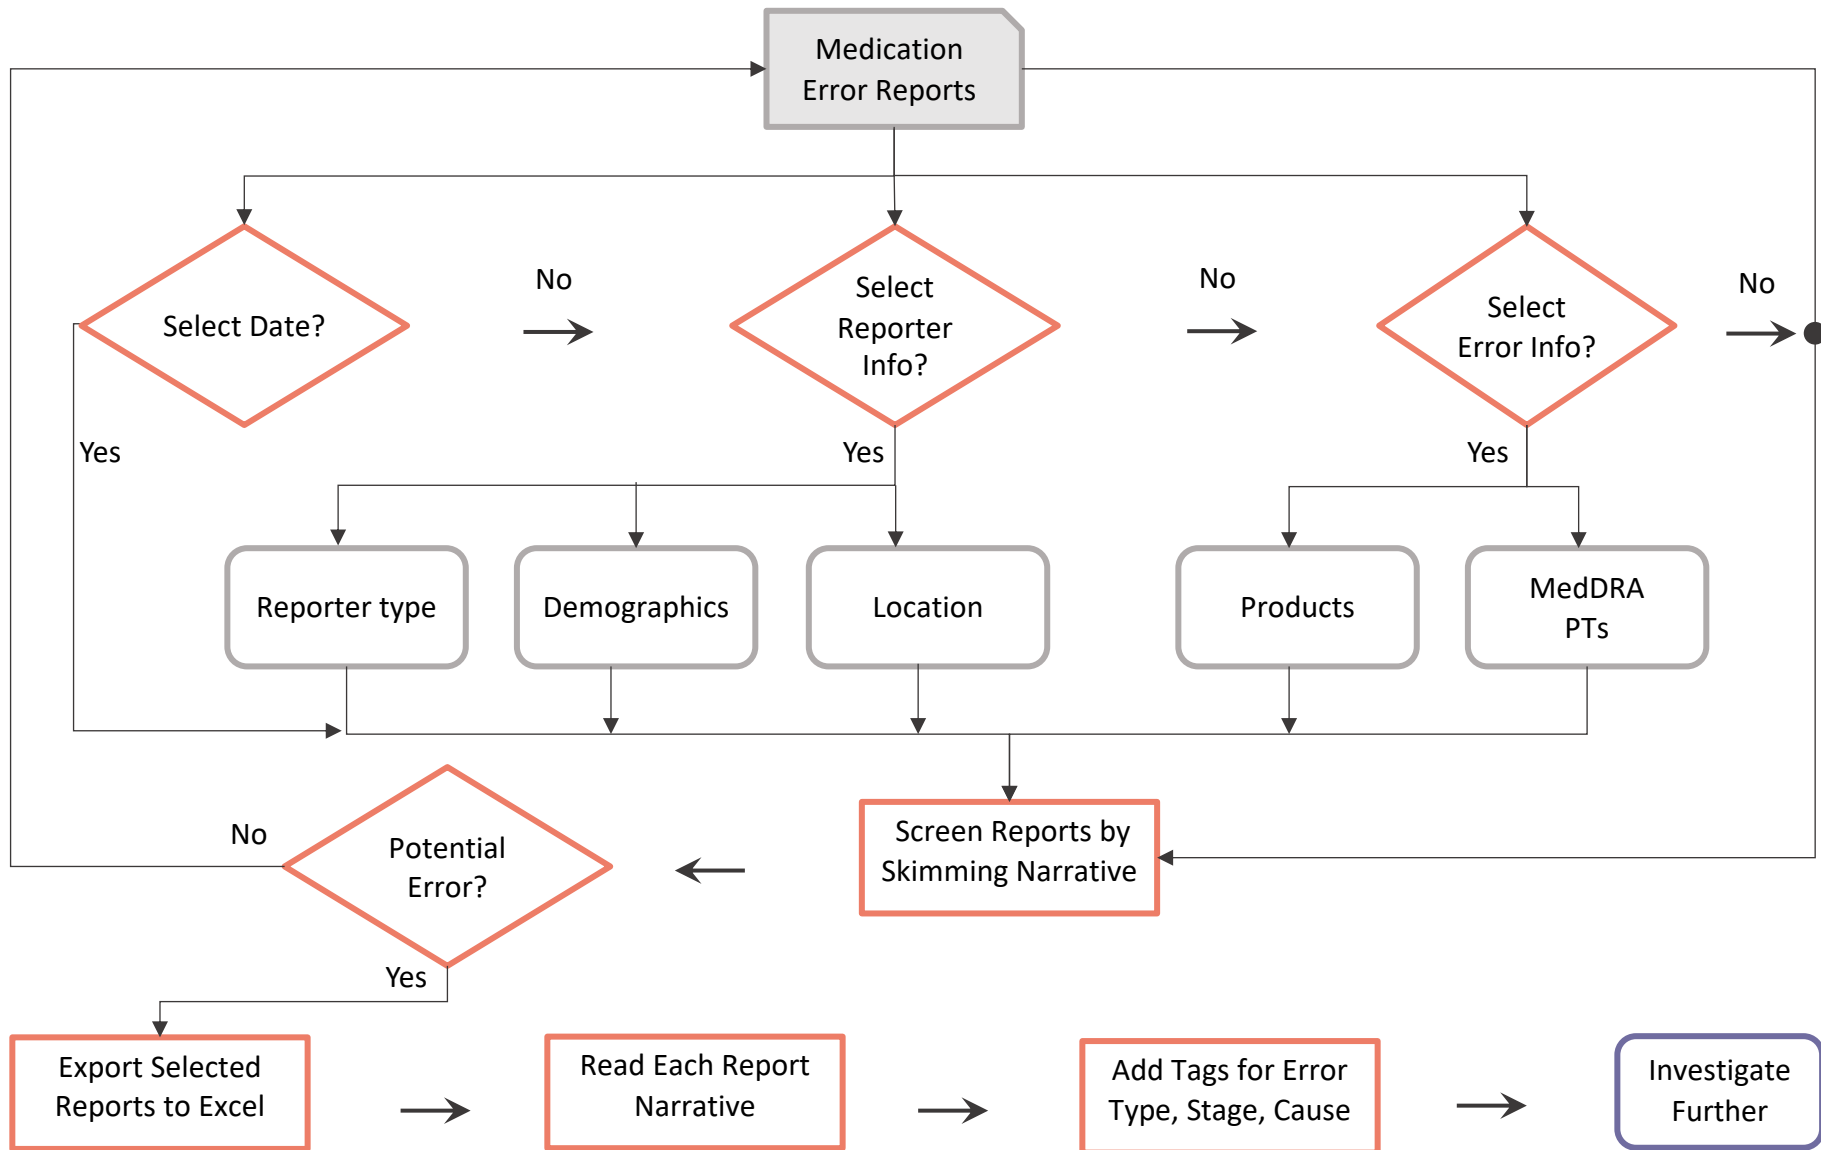 Medication
Error Reports
No
No
No
Select Date?
Select
Reporter
Info?
Select
Error Info?
Yes
Yes
Yes
Reporter type
Demographics
Location
Products
MedDRA
PTs
No
Potential
Error?
Screen Reports by
Skimming Narrative
Yes
Export Selected
Reports to Excel
Read Each Report
Narrative
Add Tags for Error
Type, Stage, Cause
Investigate
Further